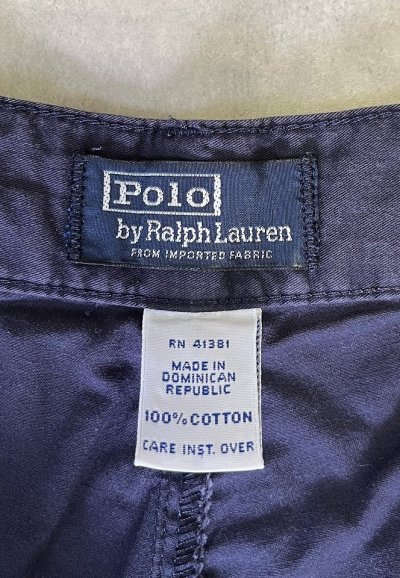 Polo
by Ralph Lauren
FROM IMPORTED FABRIC
RN 41381
MADE IN
DOMINICAN
REPUBLIC
100% COTTON
CARE INST. OVER